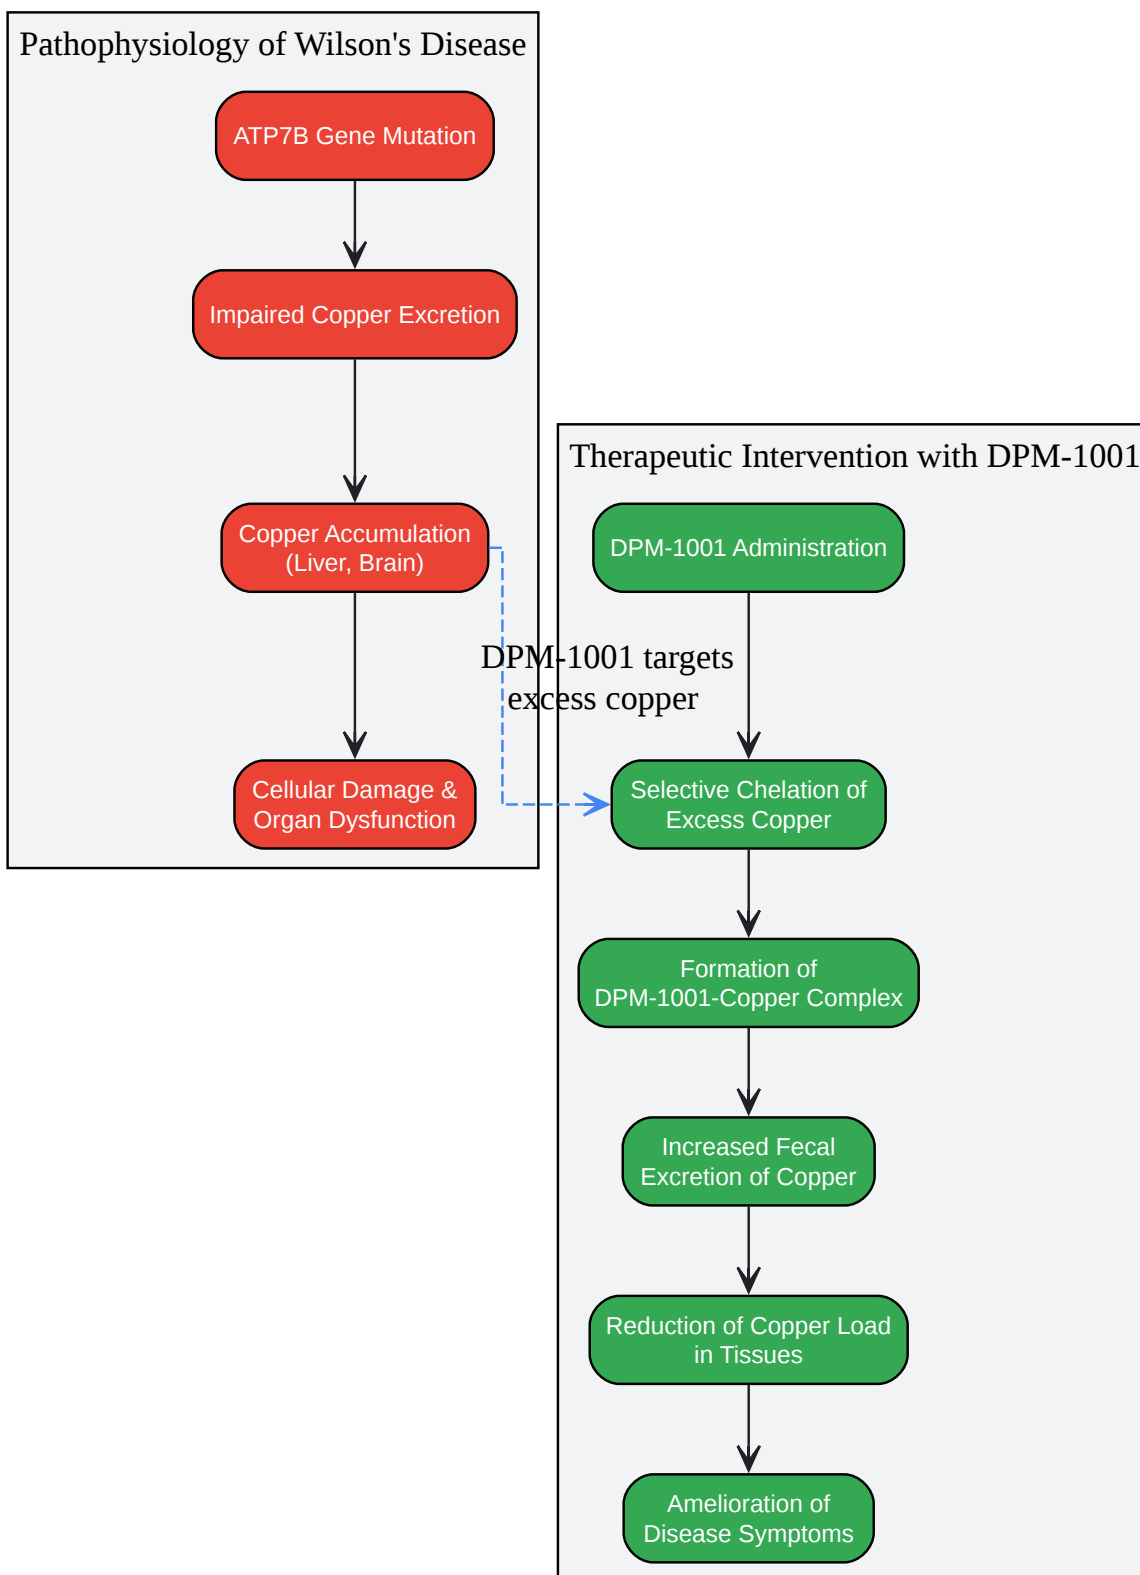 Pathophysiology of Wilson's Disease
ATP7B Gene Mutation
Impaired Copper Excretion
Copper Accumulation
(Liver, Brain)
Cellular Damage &
Organ Dysfunction
DPM-1001 targets
excess copper
Therapeutic Intervention with DPM-1001
DPM-1001 Administration
Selective Chelation of
Excess Copper
Formation of
DPM-1001-Copper Complex
Increased Fecal
Excretion of Copper
Reduction of Copper Load
in Tissues
Amelioration of
Disease Symptoms